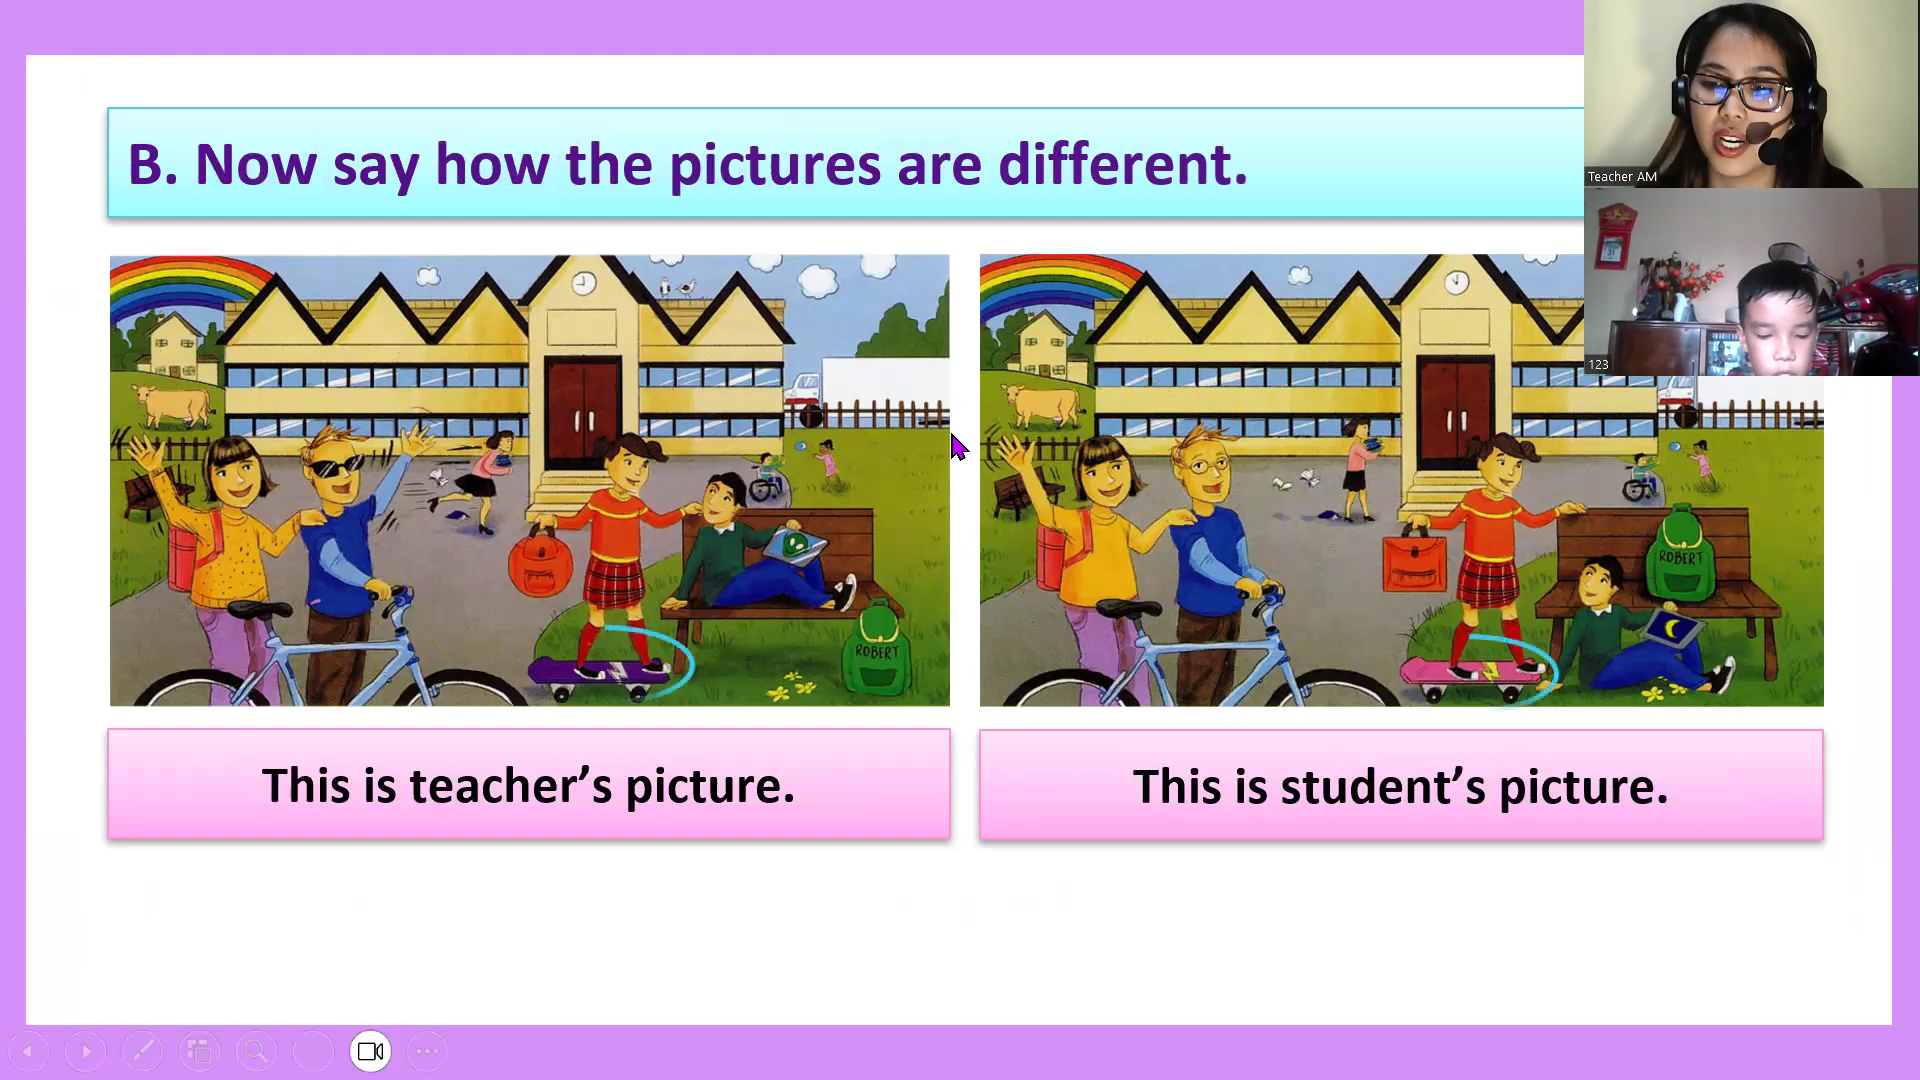 B. Now say how the pictures are different.
Teacher AM
123
ROBERT
ROBERT
This is teacher’s picture.
This is student’s picture.